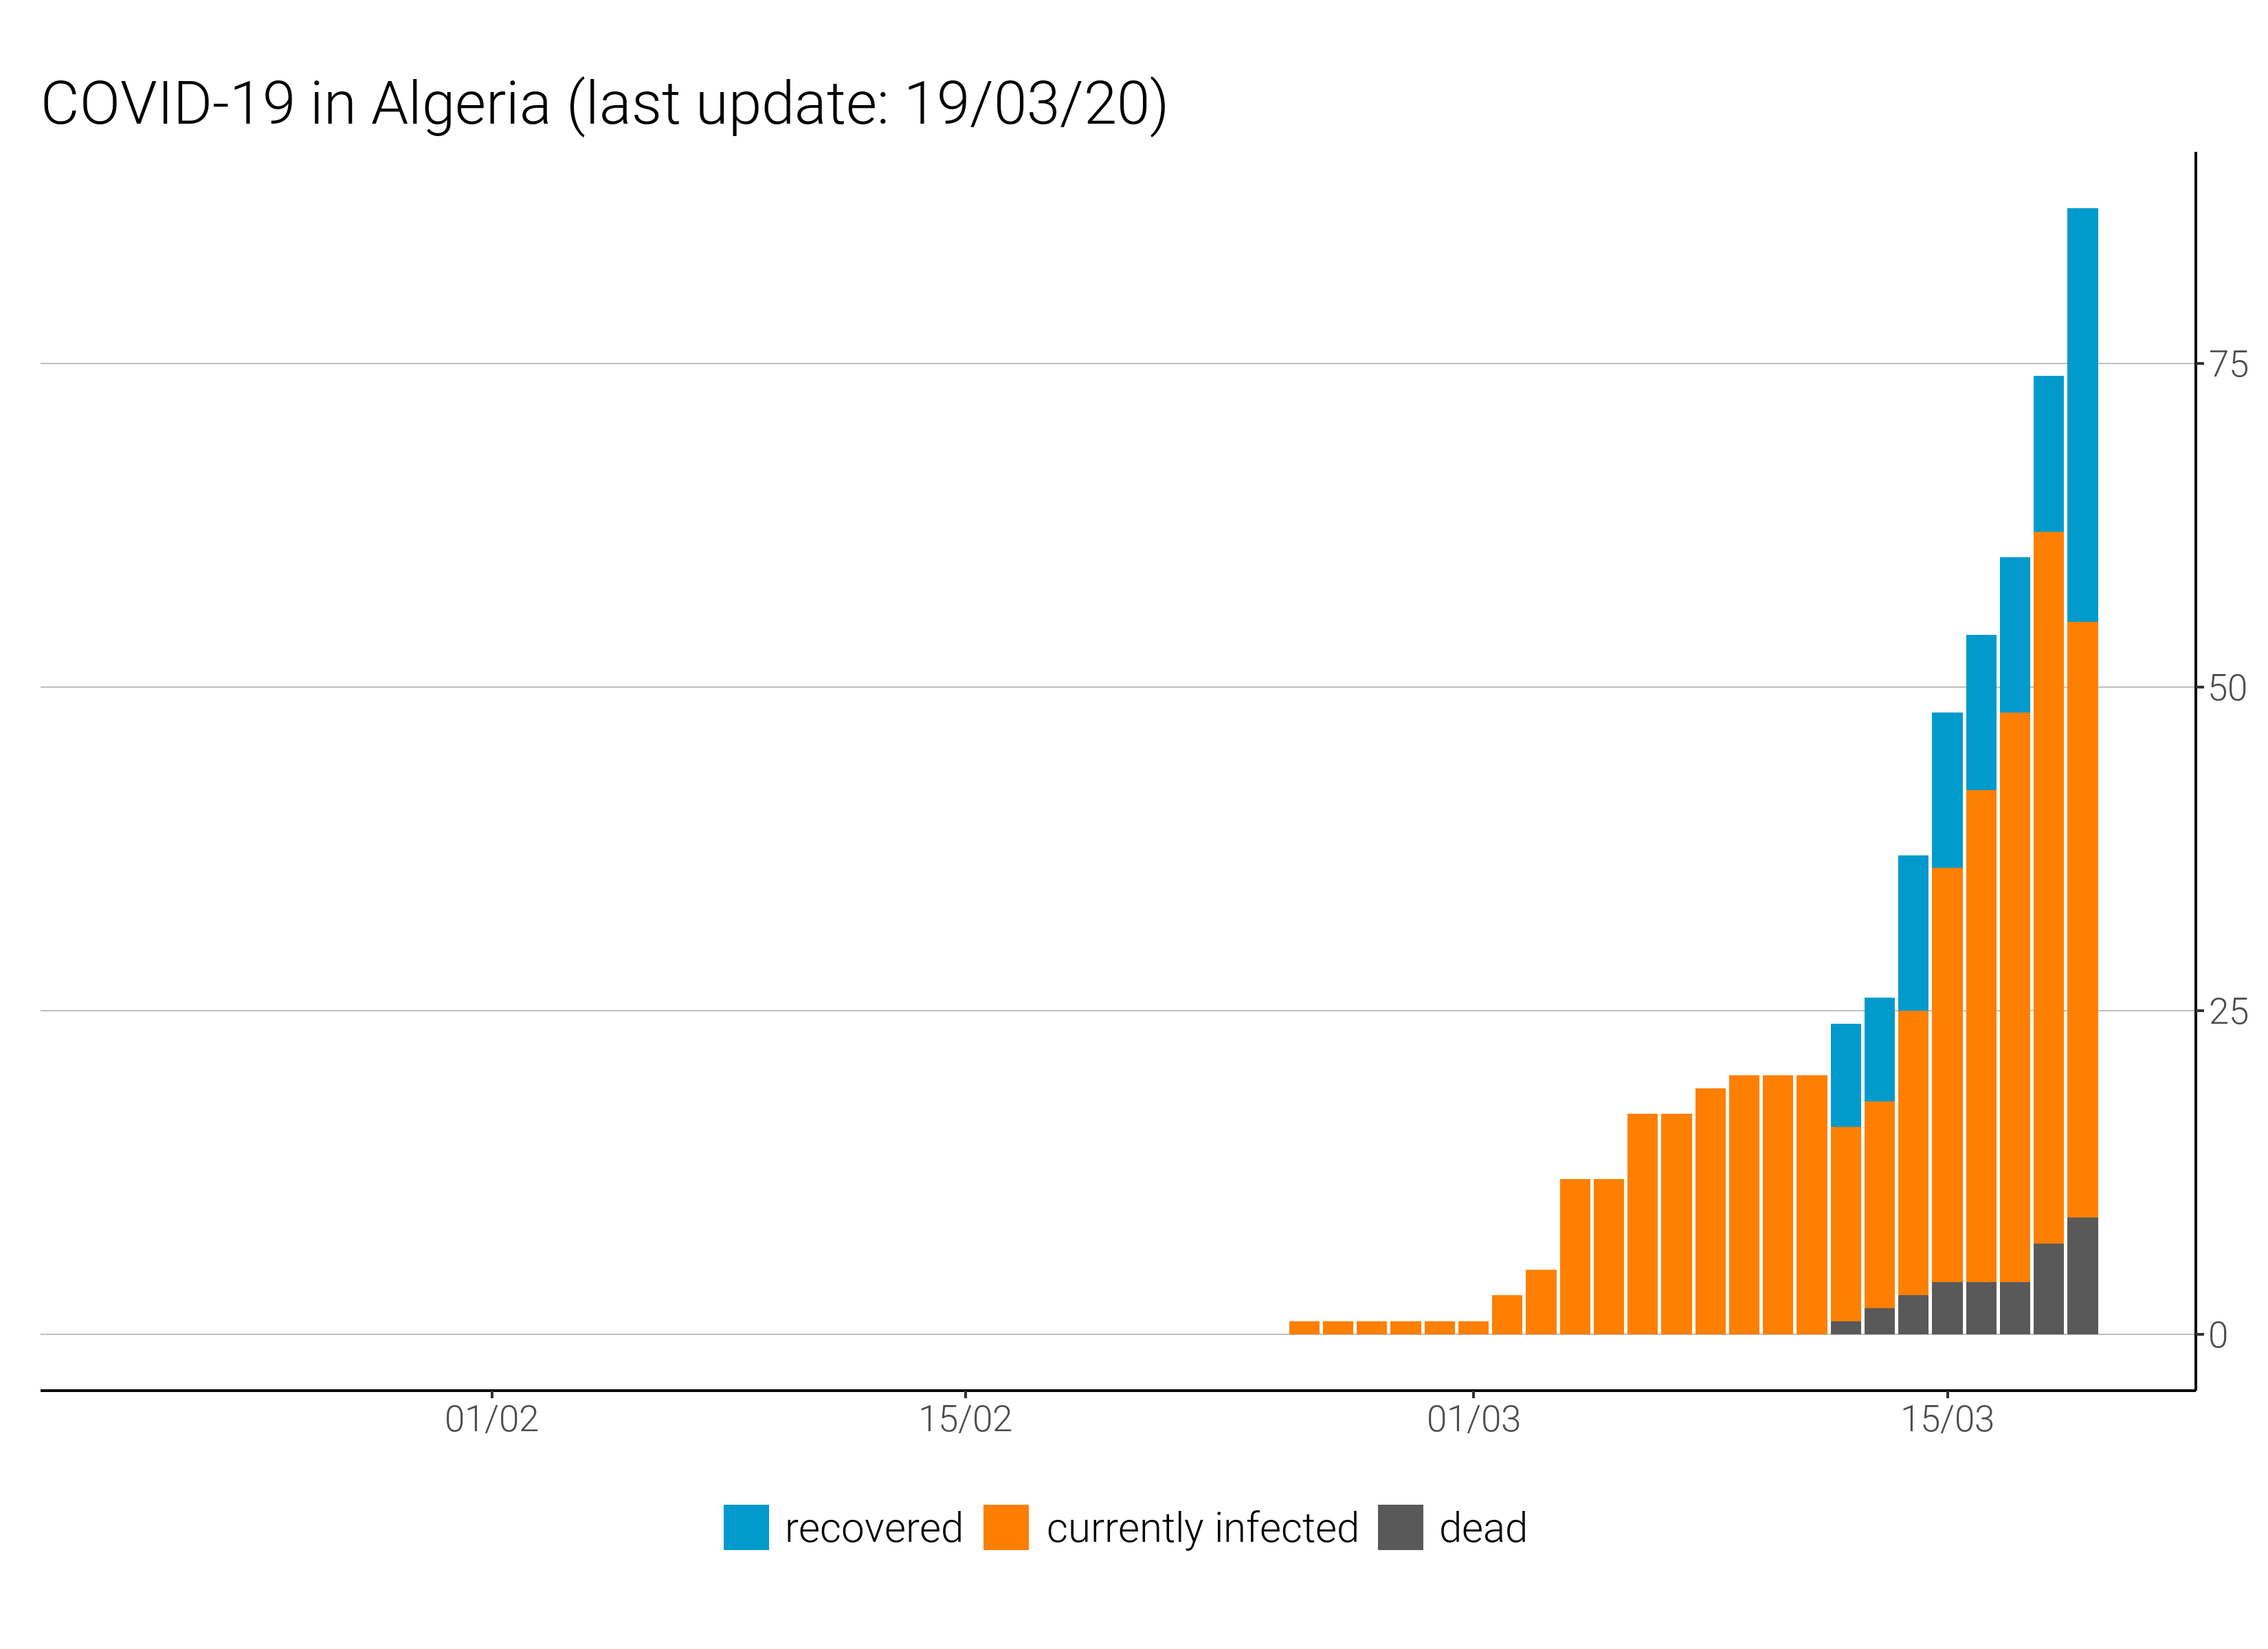 COVID-19 in Algeria (last update: 19/03/20)
75
50
25
0
01/02 15/02 01/03 15/03
recovered currently infected dead